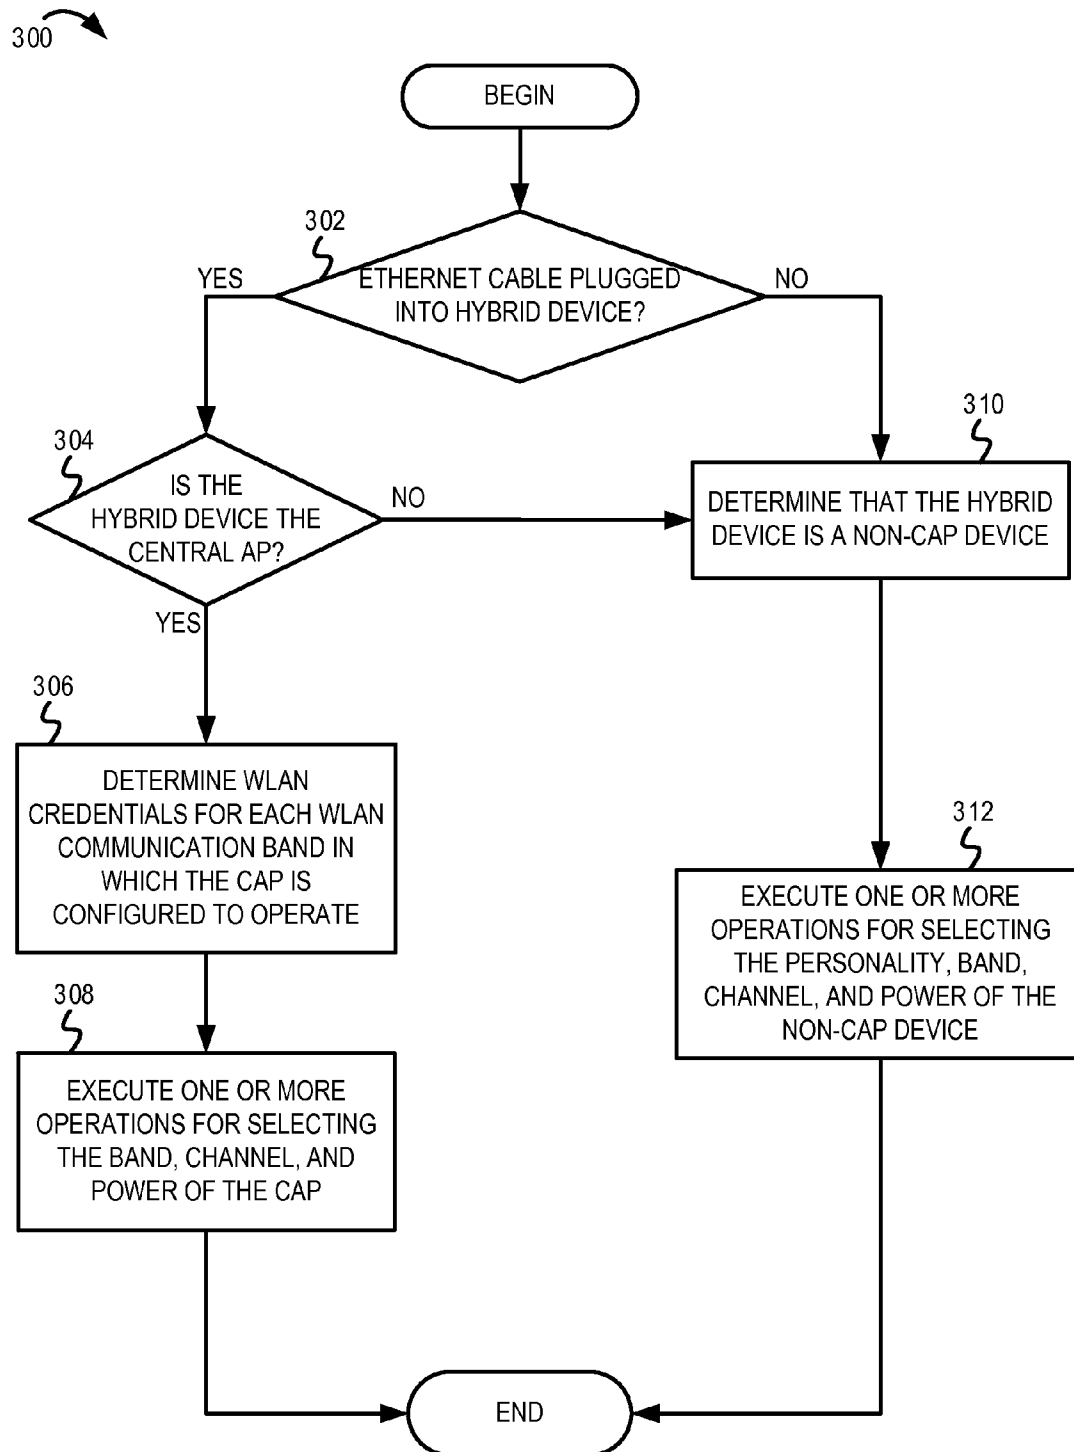 300
BEGIN
302
YES
ETHERNET CABLE PLUGGED
INTO HYBRID DEVICE?
NO
304
IS THE
HYBRID DEVICE THE
CENTRAL AP?
NO
YES
310
DETERMINE THAT THE HYBRID
DEVICE IS A NON-CAP DEVICE
306
DETERMINE WLAN
CREDENTIALS FOR EACH WLAN
COMMUNICATION BAND IN
WHICH THE CAP IS
CONFIGURED TO OPERATE
312
EXECUTE ONE OR MORE
OPERATIONS FOR SELECTING
THE PERSONALITY, BAND,
CHANNEL, AND POWER OF THE
NON-CAP DEVICE
308
EXECUTE ONE OR MORE
OPERATIONS FOR SELECTING
THE BAND, CHANNEL, AND
POWER OF THE CAP
END